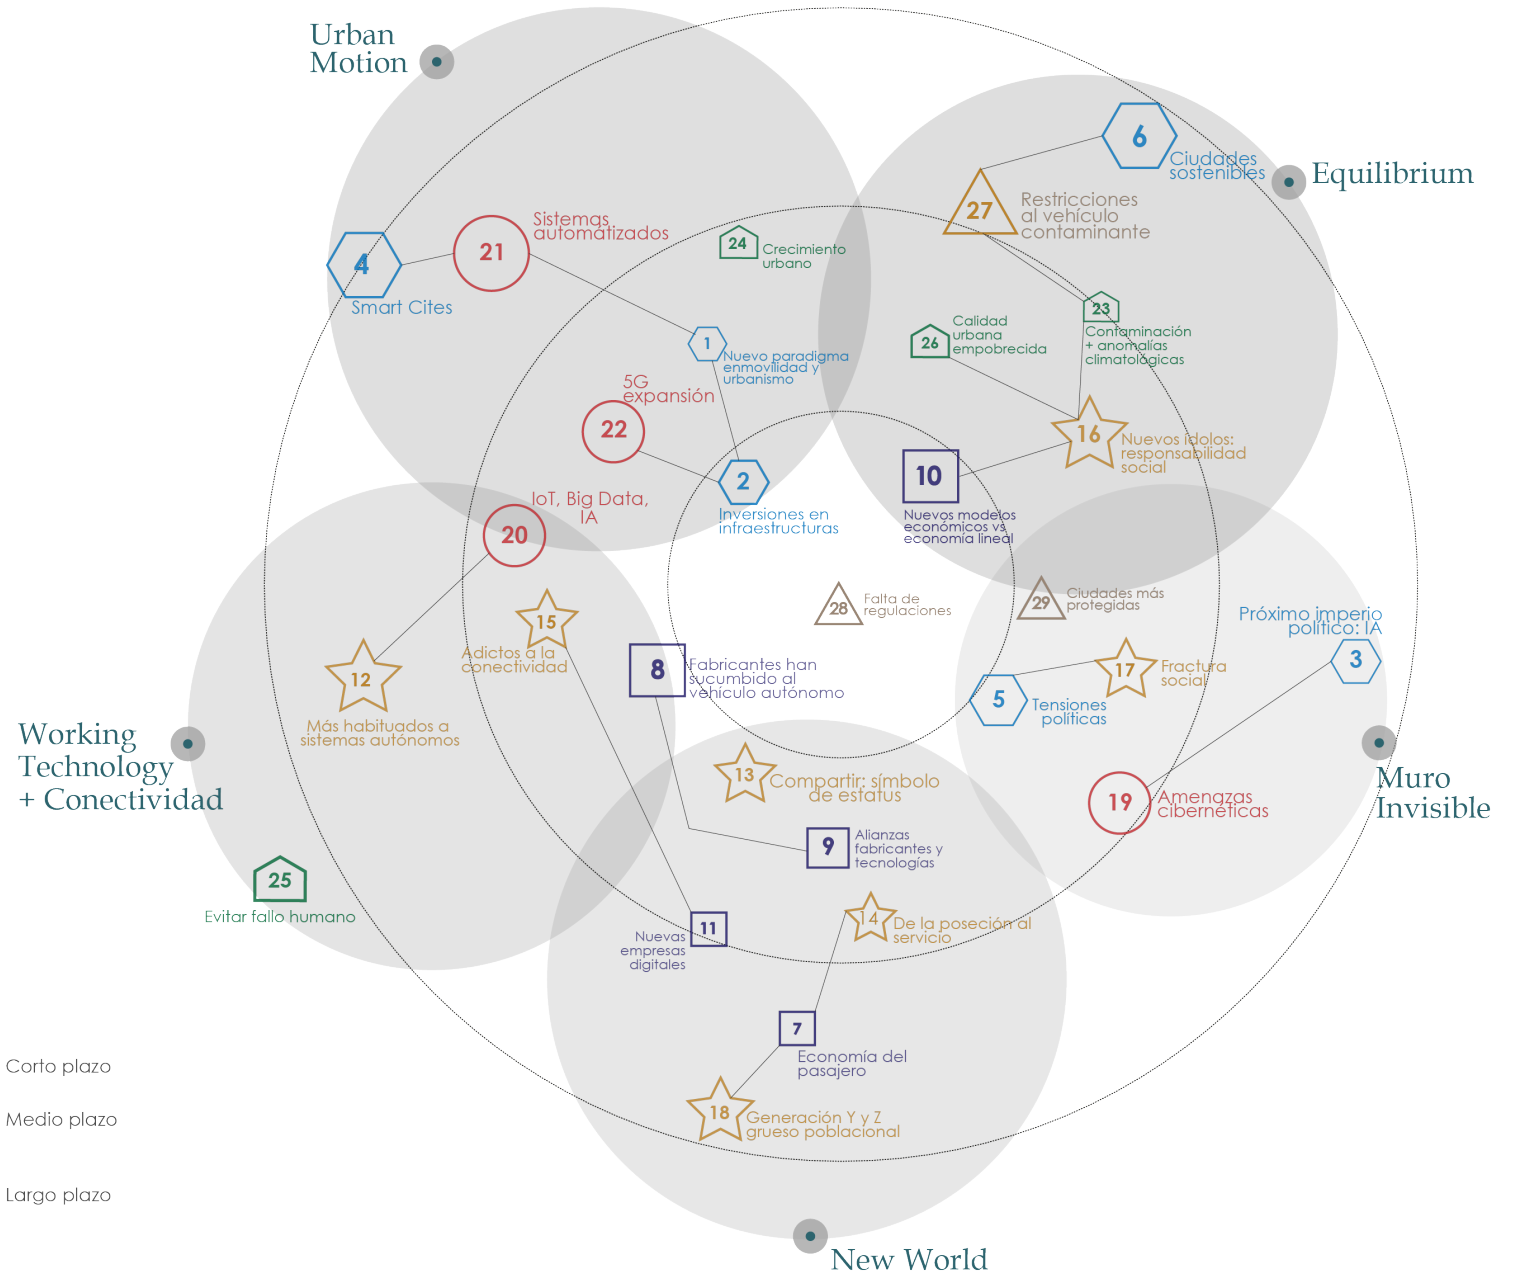 Urban
Motion
6
Ciudades
sostenibles
Equilibrium
27
Restricciones
al vehículo
contaminante
4
Smart Cites
21
Sistemas
automatizados
24
Crecimiento
urbano
1
Nuevo paradigma
enmovilidad y
urbanismo
26
Calidad
urbana
empobrecida
23
Contaminación
+ anomalías
climatológicas
5G
expansión
22
16
Nuevos ídolos:
responsabilidad
social
2
Inversiones en
infraestructuras
10
Nuevos modelos
económicos vs
economía lineal
IoT, Big Data,
IA
20
15
Adictos a la
conectividad
28
Falta de
regulaciones
29
Ciudades más
protegidas
Próximo imperio
político: IA
3
12
Más habituados a
sistemas autónomos
8
Fabricantes han
sucumbido al
vehículo autónomo
17
Fractura
social
5
Tensiones
políticas
Working
Technology
+ Conectividad
13
Compartir: símbolo
de estatus
19
Amenazas
cibernéticas
Muro
Invisible
9
Alianzas
fabricantes y
tecnologías
25
Evitar fallo humano
11
Nuevas
empresas
digitales
14
De la poseción al
servicio
7
Economía del
pasajero
18
Generación Y y Z
grueso poblacional
Corto plazo
Medio plazo
Largo plazo
New World